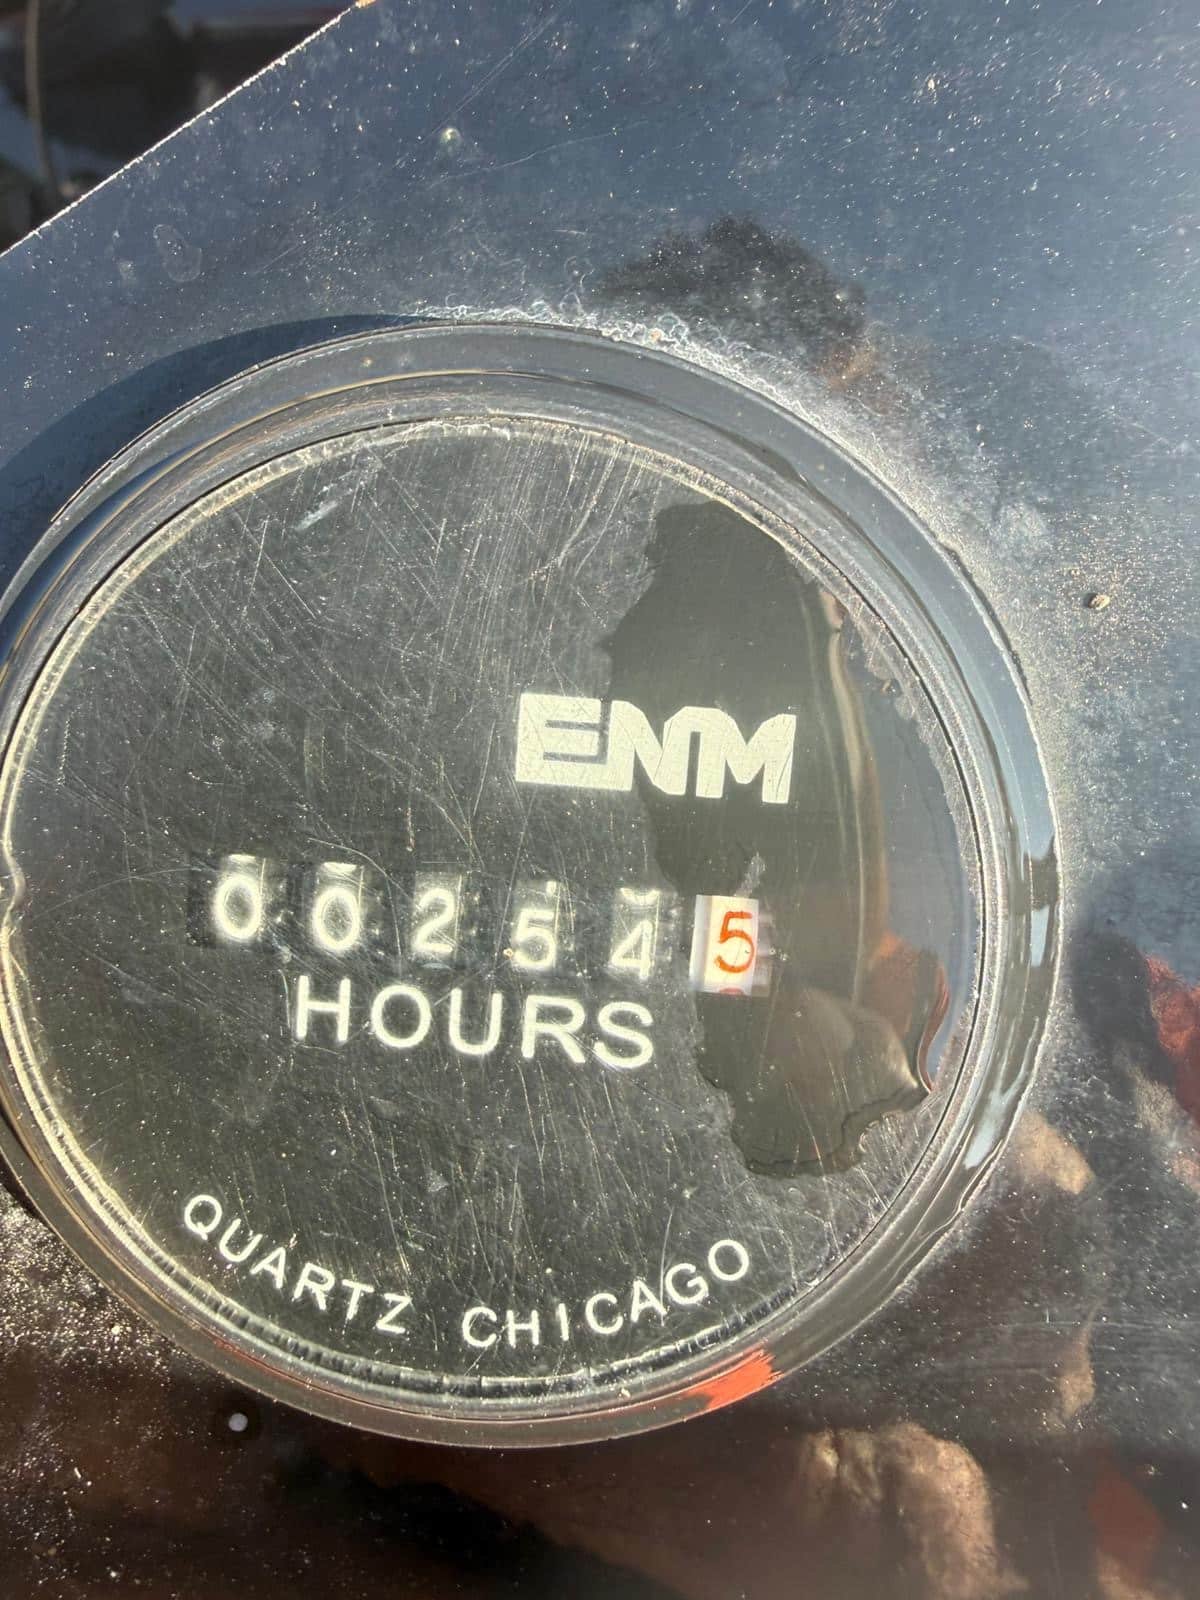 ENM
002545
HOURS
QUARTZ CHICAGO